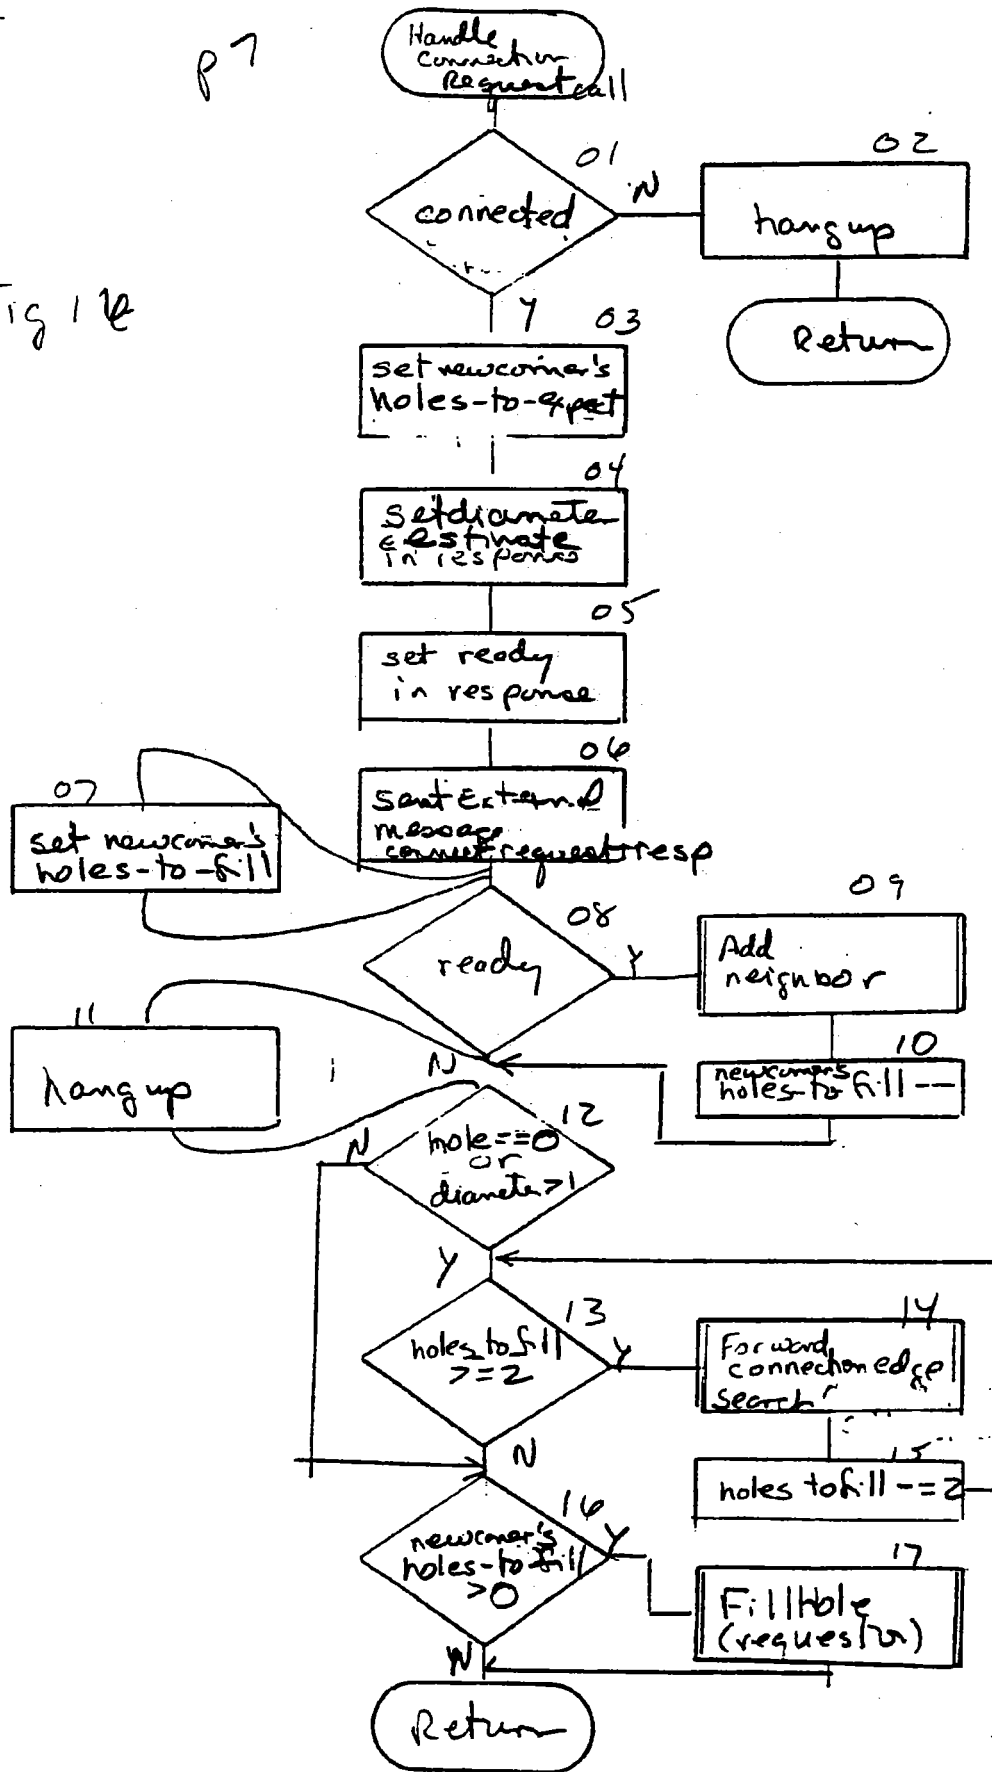 p7
Handle
connection
Request call
01
connected
N
02
hang up
Return
Fig 1
Y
03
set newcomer's
holes-to-expect
04
set diameter
estimate
in response
05
set ready
in response
06
sent External
message
connect request resp
07
set newcomer's
holes-to-fill
08
ready
Y
09
Add
neighbor
10
newcomer's
holes-to fill --
11
hang up
N
12
hole==0
or
diameter>1
N
Y
13
holes to fill
>=2
Y
14
Forward
connection edge
search
15
holes to fill -=2
N
16
newcomer's
holes-to-fill
>0
Y
17
Fill Hole
(requestor)
N
Return